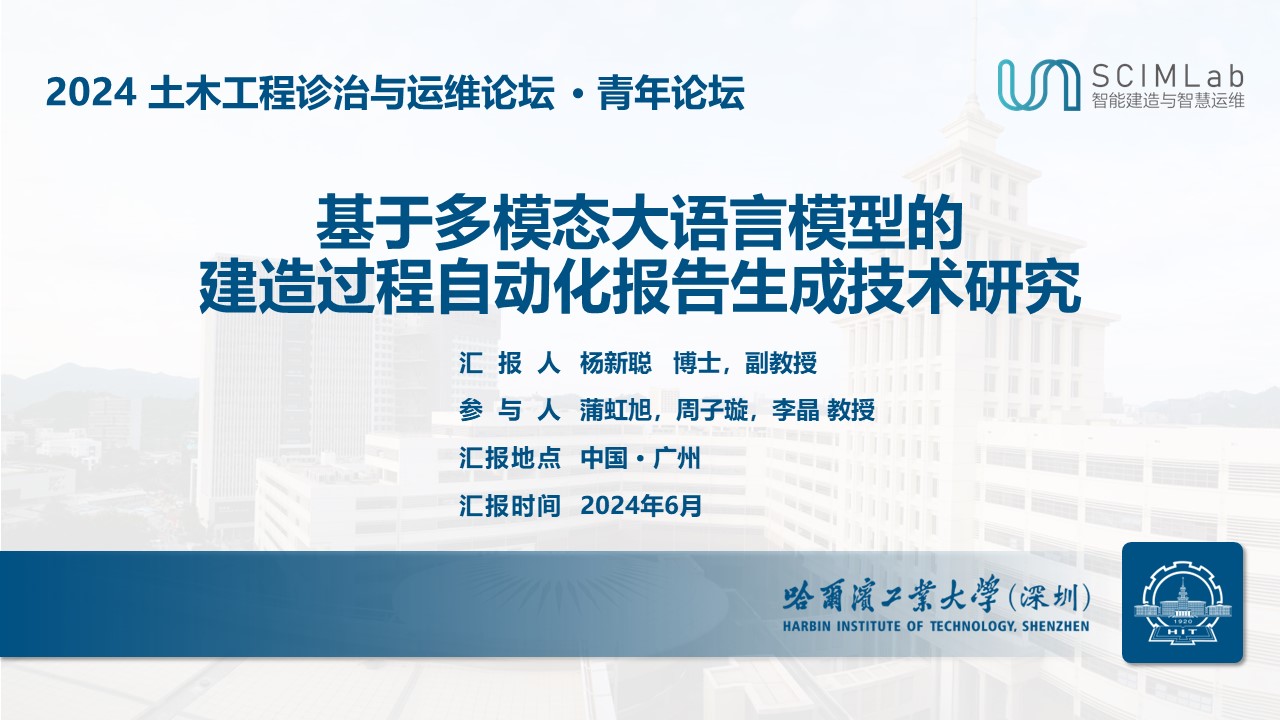 2024 土木工程诊治与运维论坛 · 青年论坛
SCIMLab
智能建造与智慧运维
基于多模态大语言模型的
建造过程自动化报告生成技术研究
汇 报 人 杨新聪 博士，副教授
参 与 人 蒲虹旭，周子璇，李晶 教授
汇报地点 中国 · 广州
汇报时间 2024年6月
哈爾濱工業大學(深圳)
HARBIN INSTITUTE OF TECHNOLOGY, SHENZHEN
1920
HIT